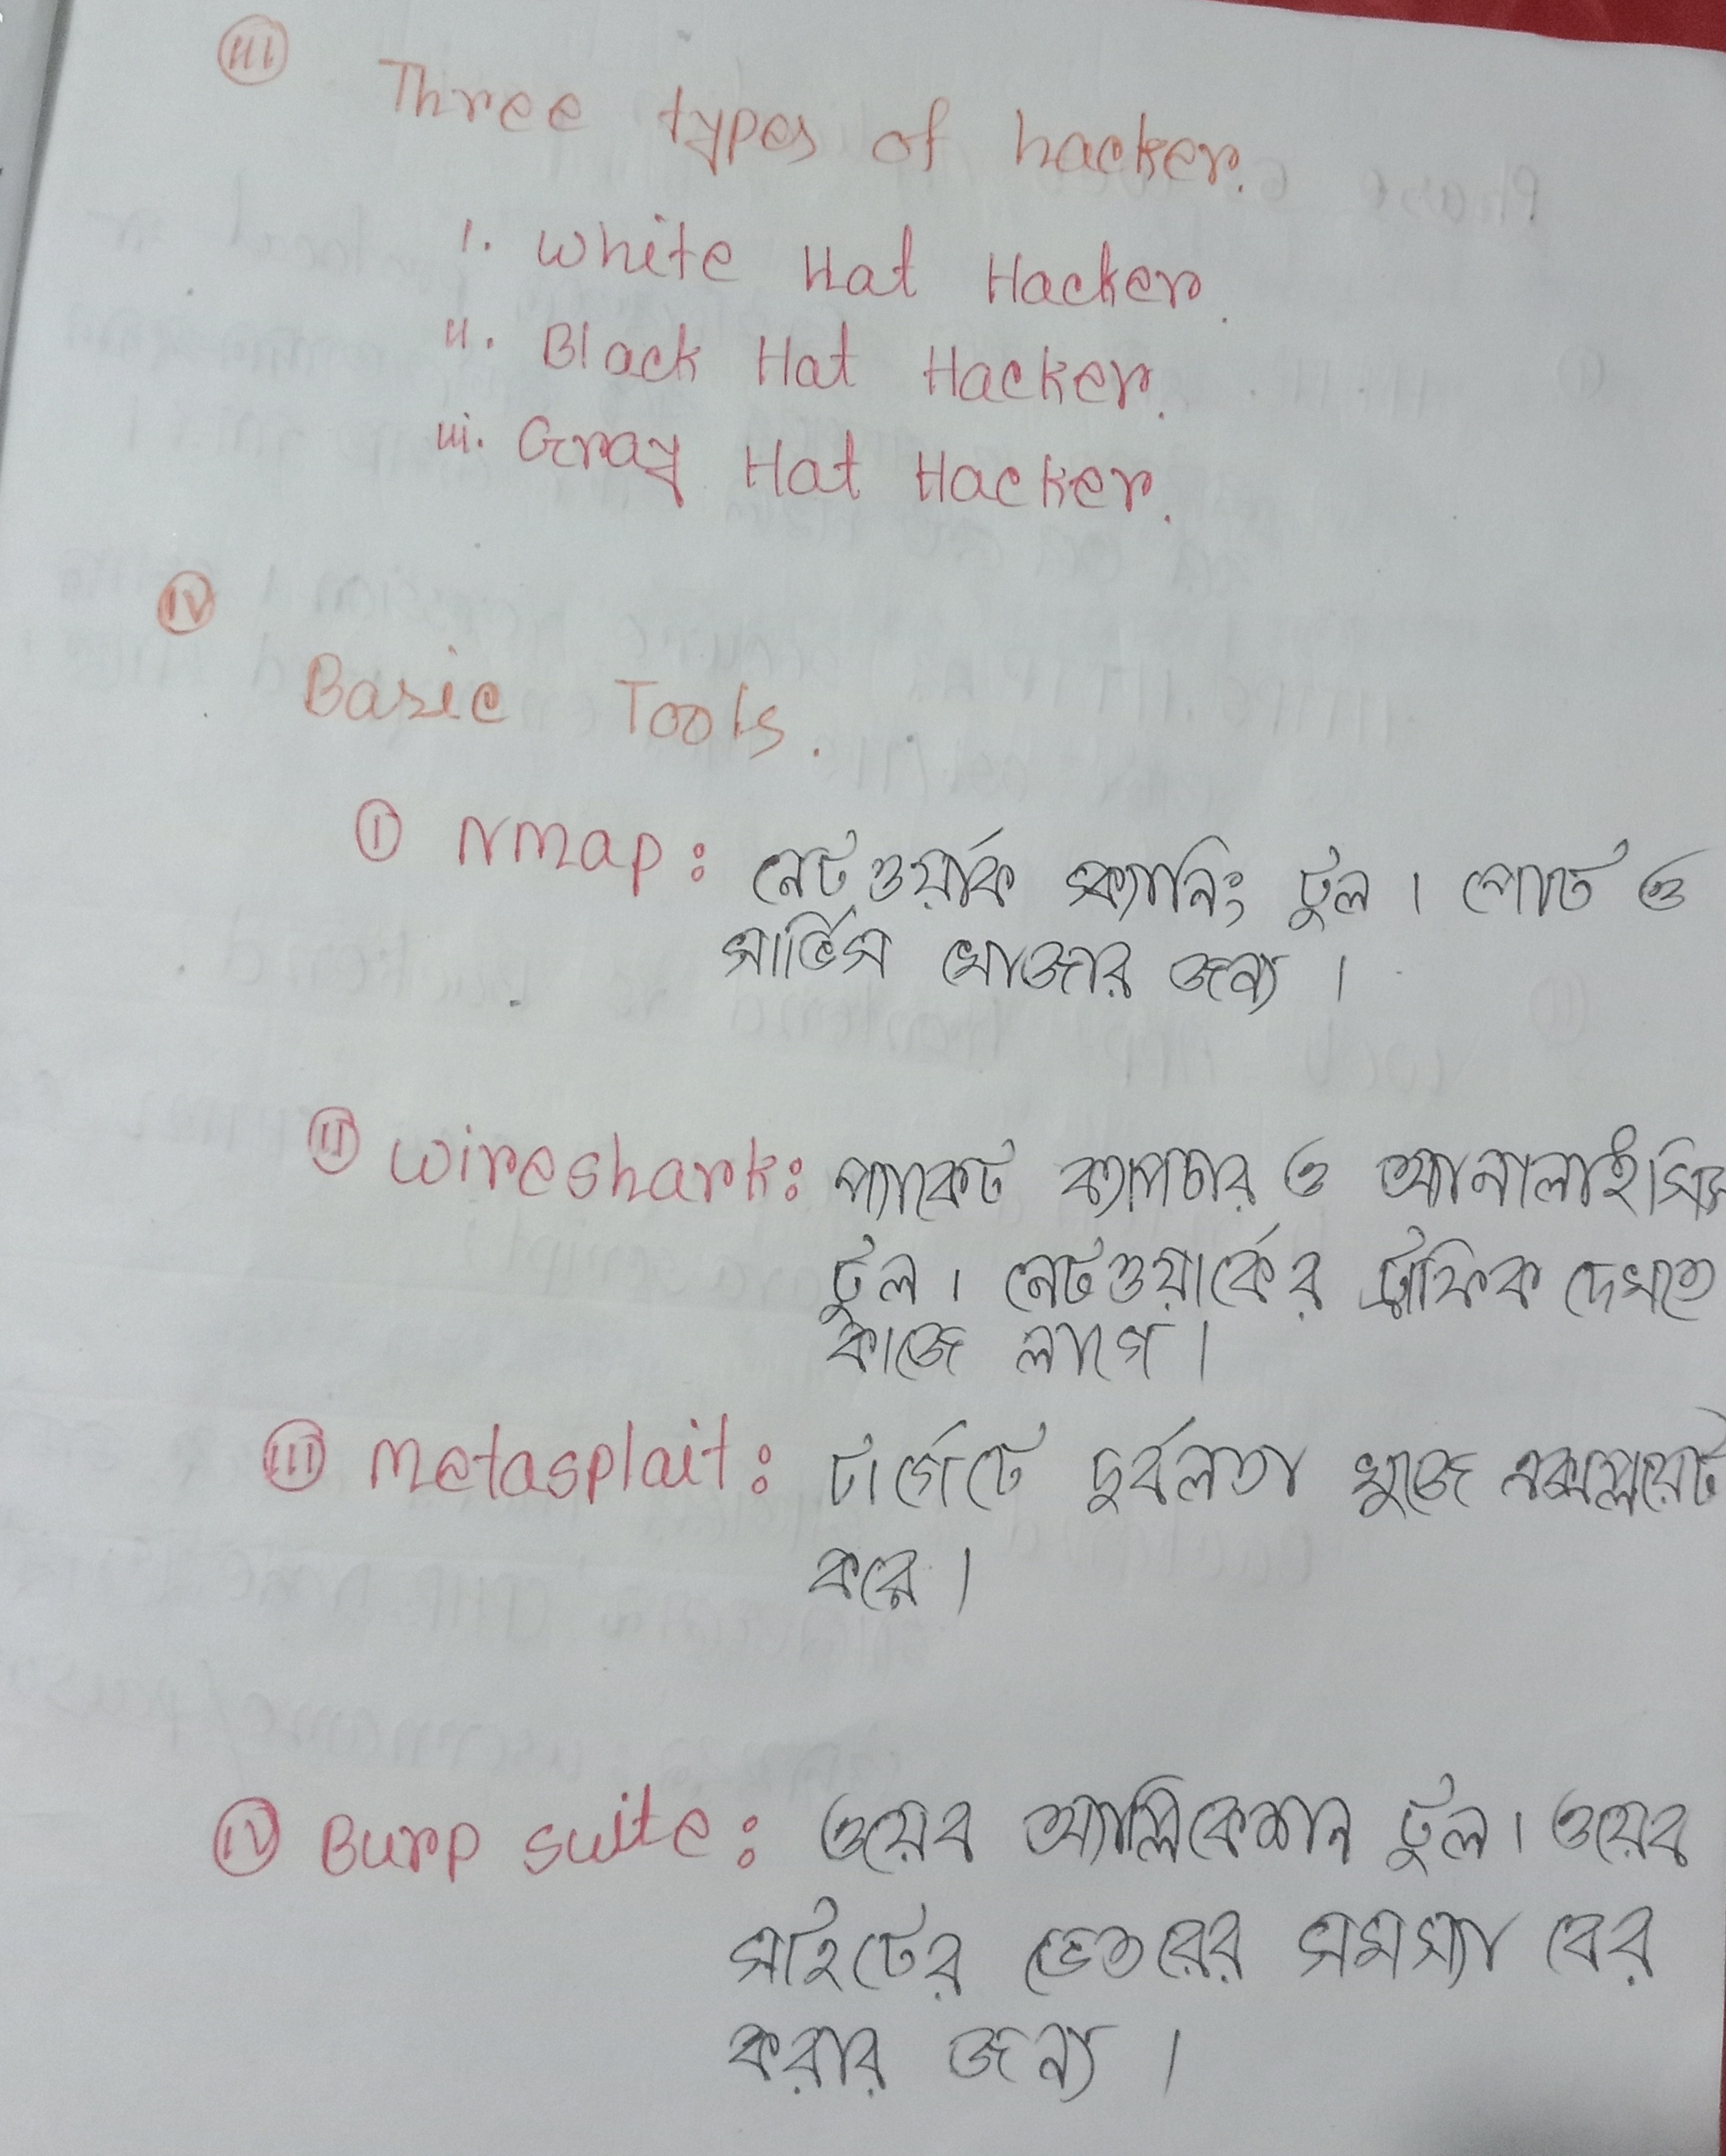 III
Three types of hacker.
i. White Hat Hacker.
ii. Black Hat Hacker.
iii. Gray Hat Hacker.
IV
Basic Tools.
I Nmap: নেটওয়ার্ক স্ক্যানিং টুল। পোর্ট ও
সার্ভিস খোজার জন্য।
II Wireshark: প্যাকেট ক্যাপচার ও অ্যানালাইসিস
টুল। নেটওয়ার্কের ট্রাফিক দেখতে
কাজে লাগে।
III Metasplait: টার্গেটে দুর্বলতা খুজে এক্সপ্লয়েট
করে।
IV Burp suite: ওয়েব অ্যাপ্লিকেশান টুল। ওয়েব
সাইটের ভেতরের সমস্যা বের
করার জন্য।